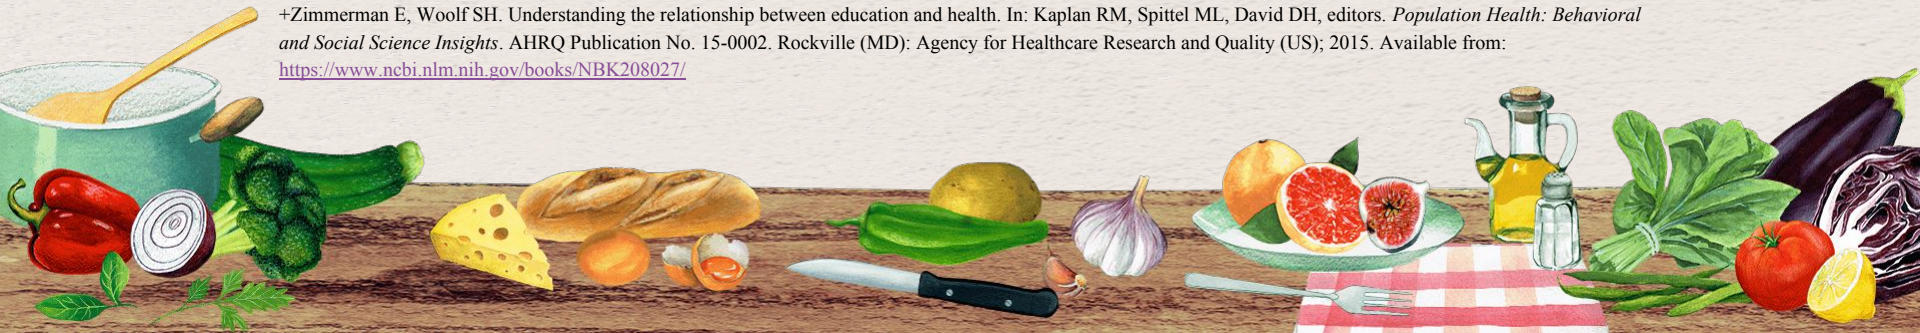 +Zimmerman E, Woolf SH. Understanding the relationship between education and health. In: Kaplan RM, Spittel ML, David DH, editors. Population Health: Behavioral
and Social Science Insights. AHRQ Publication No. 15-0002. Rockville (MD): Agency for Healthcare Research and Quality (US); 2015. Available from:
https://www.ncbi.nlm.nih.gov/books/NBK208027/